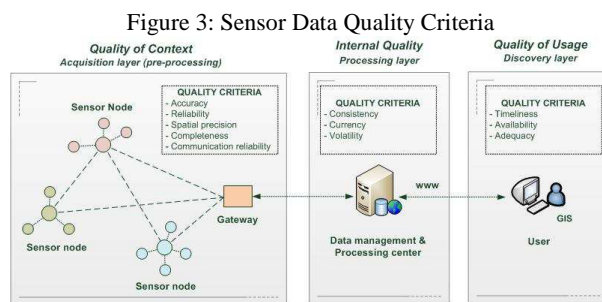 Figure 3: Sensor Data Quality Criteria
Quality of Context
Acquisition layer (pre-processing)
QUALITY CRITERIA
- Accuracy
- Reliability
- Spatial precision
- Completeness
- Communication reliability
Sensor Node
Gateway
Sensor node
Sensor node
Internal Quality
Processing layer
QUALITY CRITERIA
- Consistency
- Currency
- Volatility
www
Data management &
Processing center
Quality of Usage
Discovery layer
QUALITY CRITERIA
- Timeliness
- Availability
- Adequacy
GIS
User